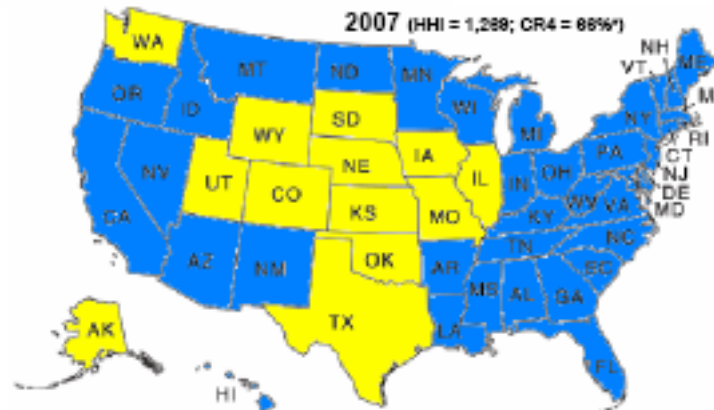 2007 (HHI = 1,269; CR4 = 66%*)
WA
NH
VT
ME
MT
ND
MN
OR
ID
WI
NY
M
SD
MI
RI
WY
CT
IA
PA
NJ
NE
OH
NV
IL
IN
DE
UT
CO
WV
VA
MD
CA
KS
MO
KY
NC
TN
OK
AR
SC
AZ
NM
MS
AL
GA
TX
LA
AK
FL
HI